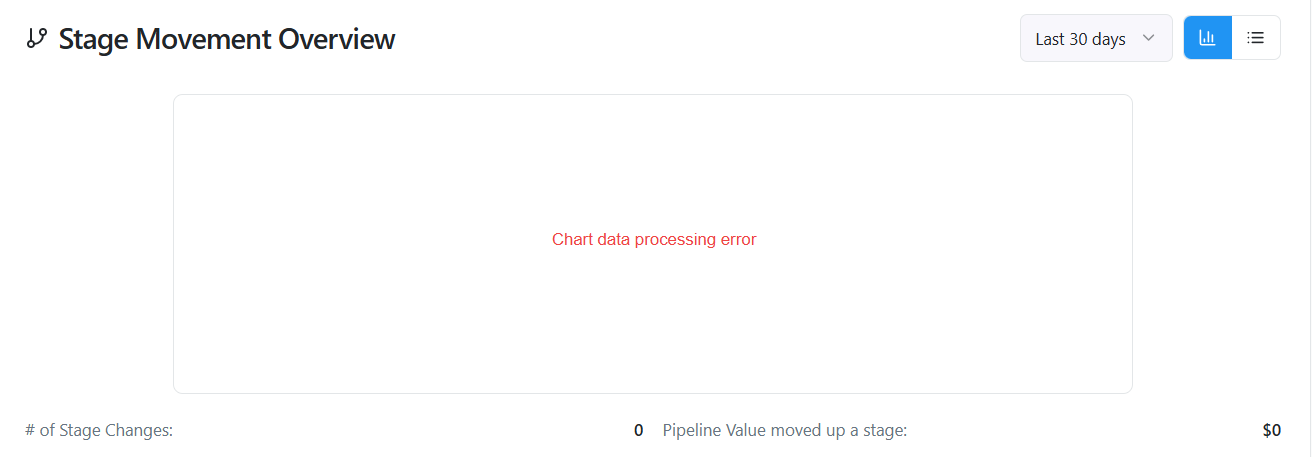 Stage Movement Overview
Last 30 days
Chart data processing error
# of Stage Changes: 0 Pipeline Value moved up a stage: $0